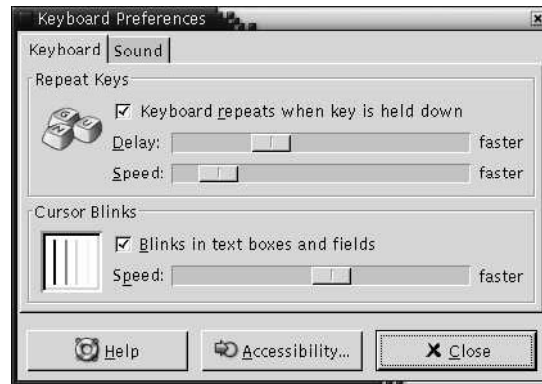 Keyboard Preferences
Keyboard Sound
Repeat Keys
G U N
Keyboard repeats when key is held down
Delay: faster
Speed: faster
Cursor Blinks
Blinks in text boxes and fields
Speed: faster
Help Accessibility... Close